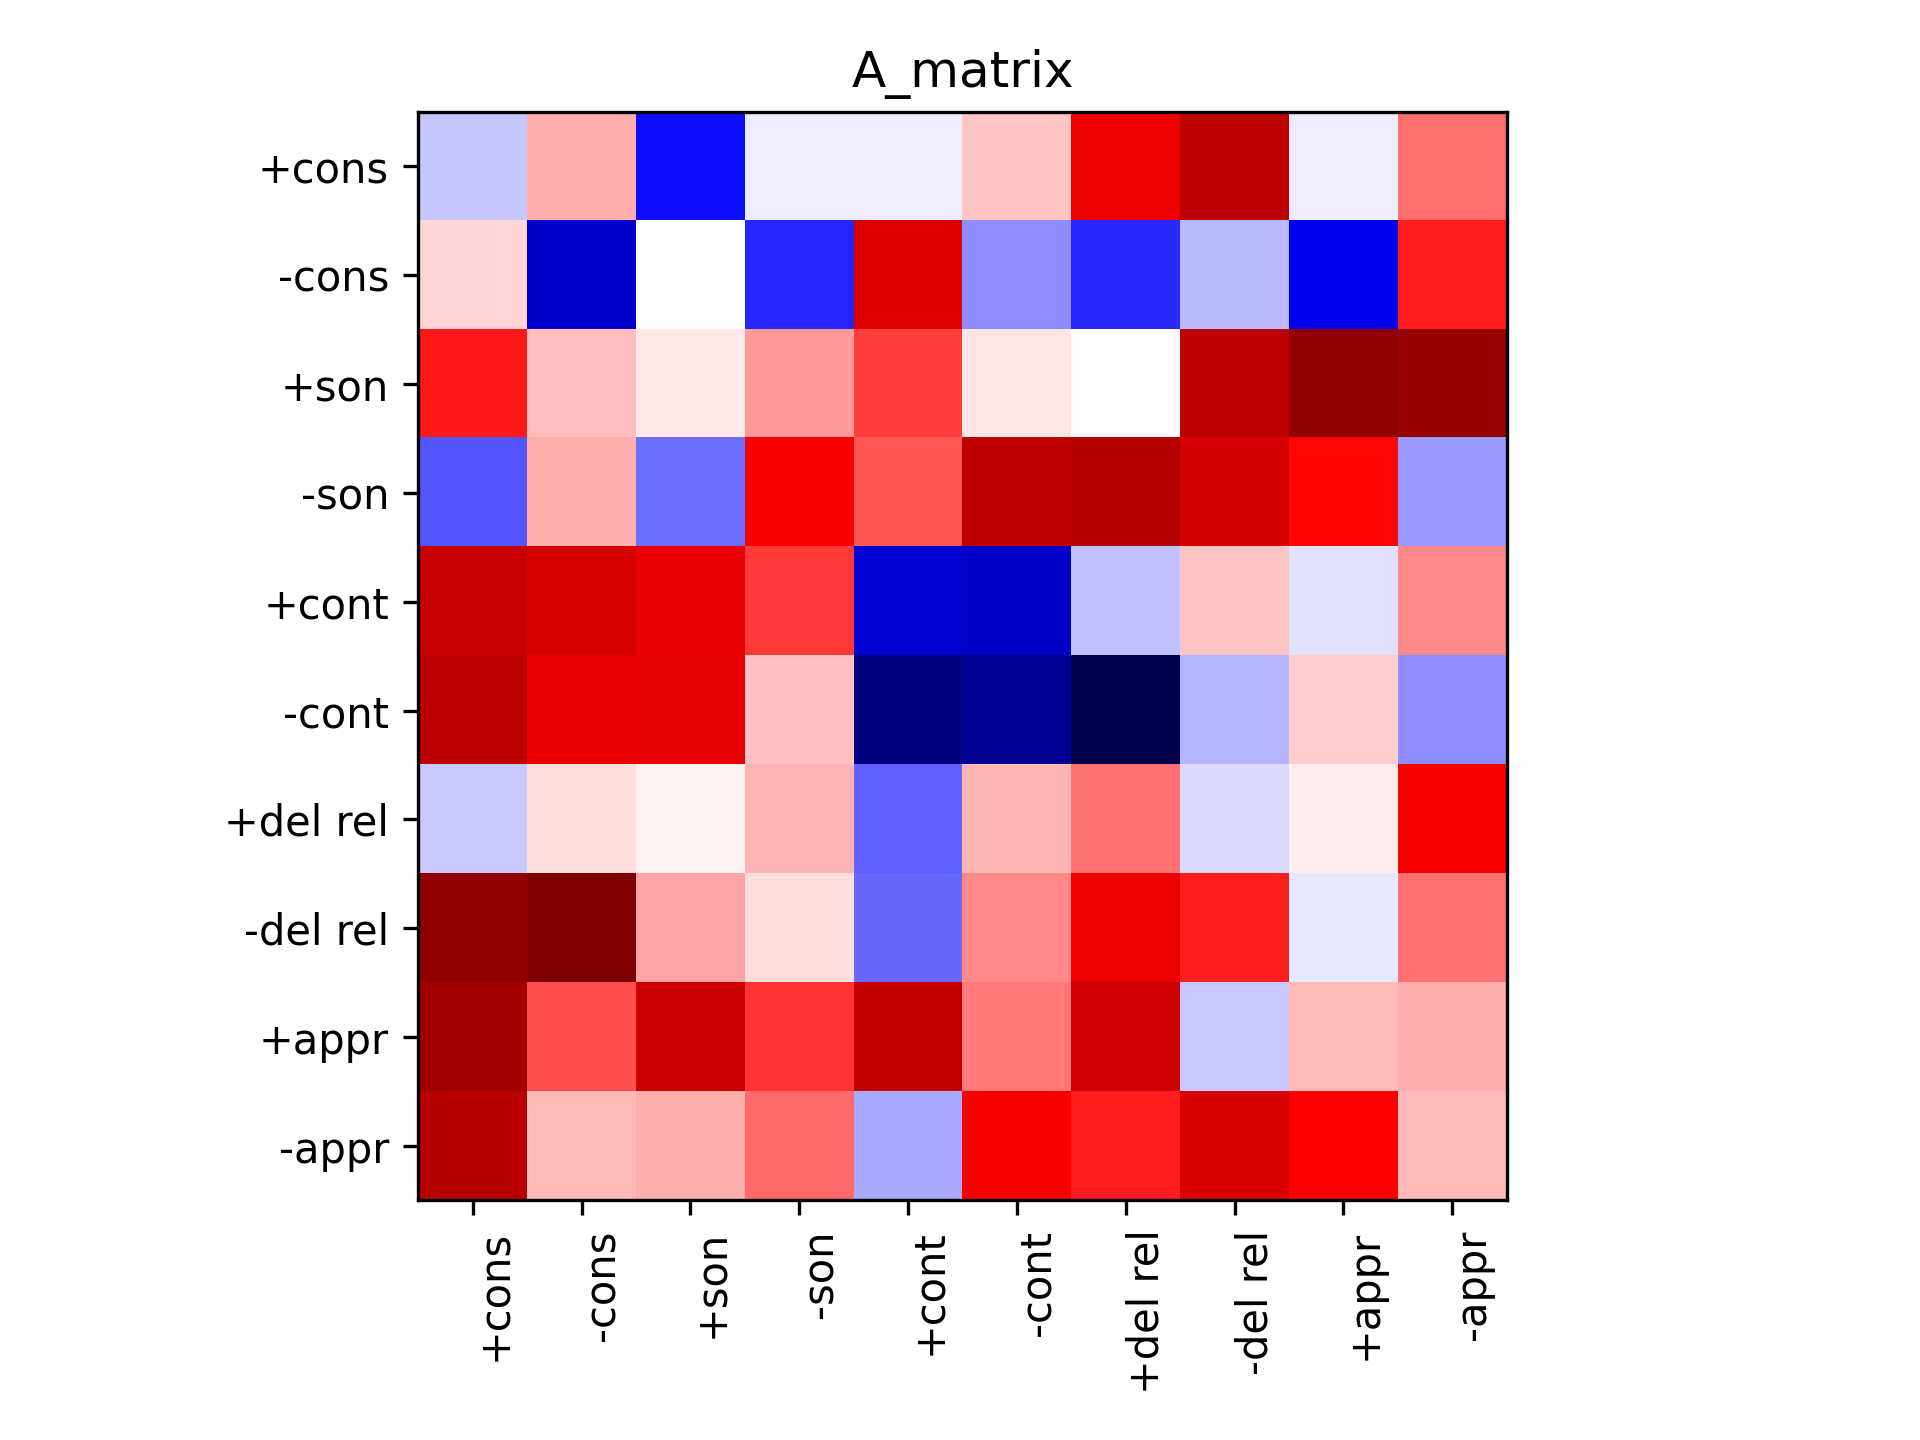 A_matrix
+cons
-cons
+son
-son
+cont
-cont
+del rel
-del rel
+appr
-appr
+cons
-cons
+son
-son
+cont
-cont
+del rel
-del rel
+appr
-appr